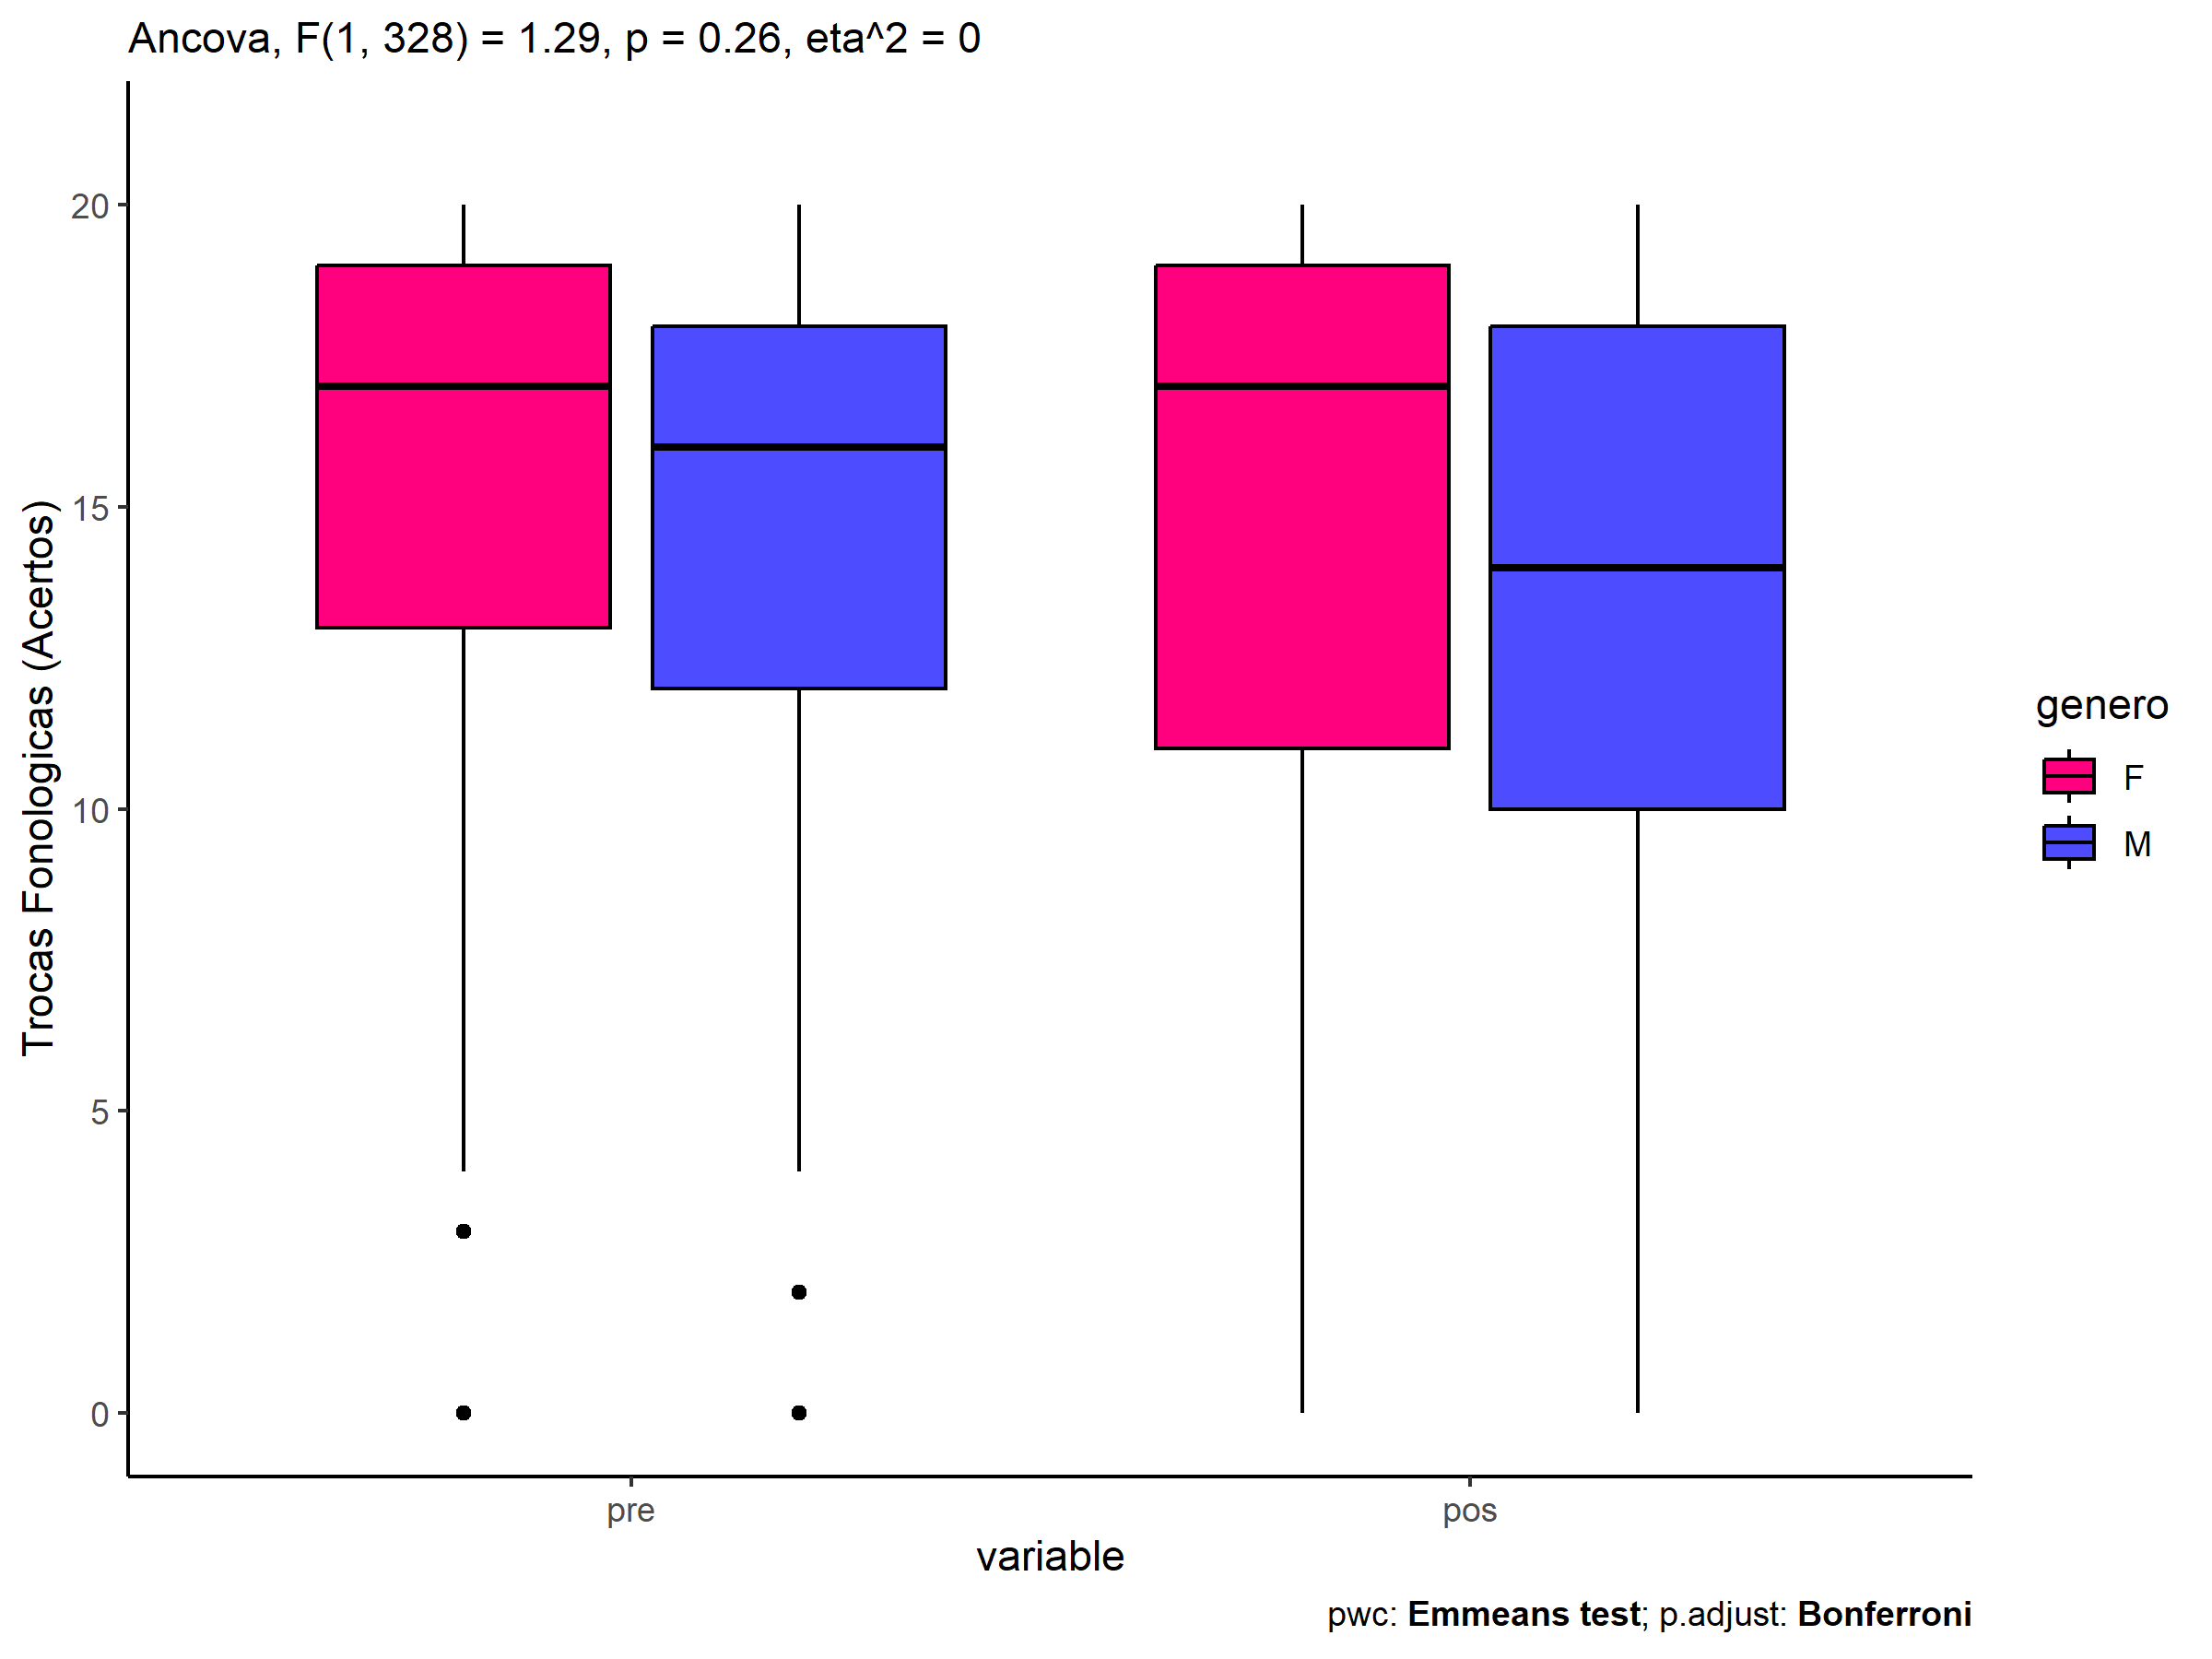 Ancova, F(1, 328) = 1.29, p = 0.26, eta^2 = 0
Trocas Fonologicas (Acertos)
20
15
10
5
0
pre
pos
variable
genero
F
M
pwc: Emmeans test; p.adjust: Bonferroni